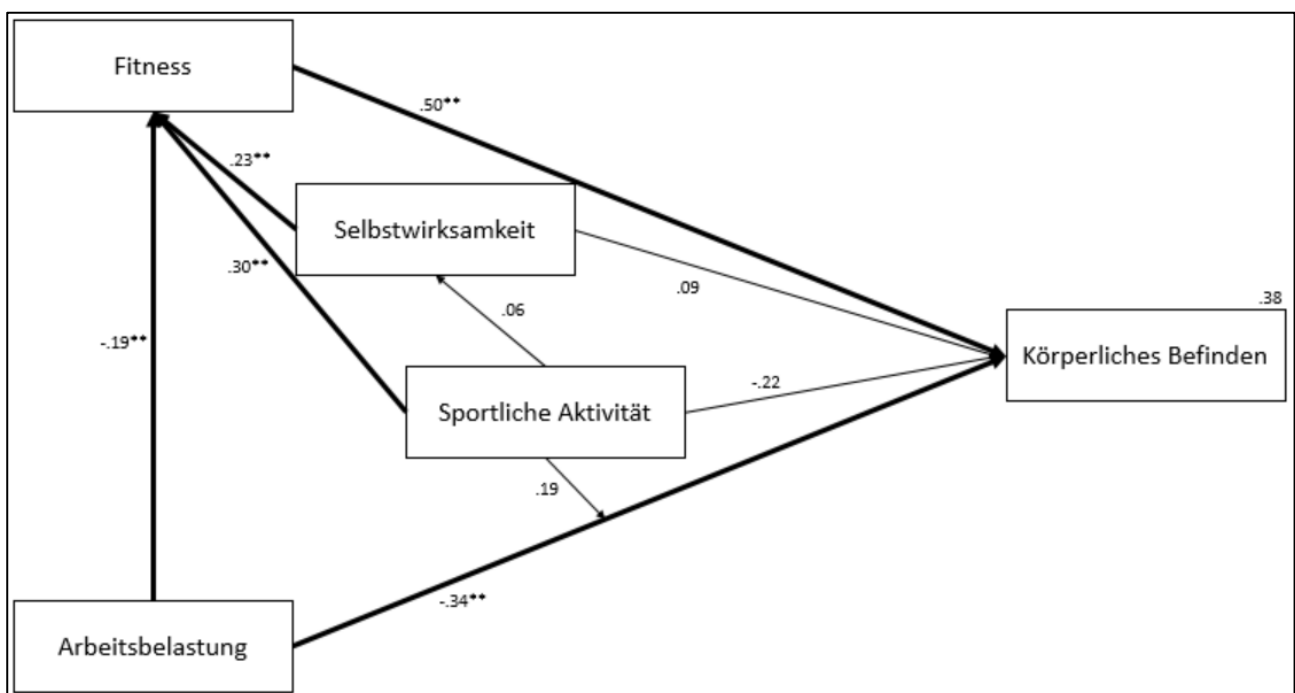 Fitness
.50**
.23**
Selbstwirksamkeit
.30**
.09
.38
.06
-.19**
Körperliches Befinden
Sportliche Aktivität
-.22
.19
-.34**
Arbeitsbelastung